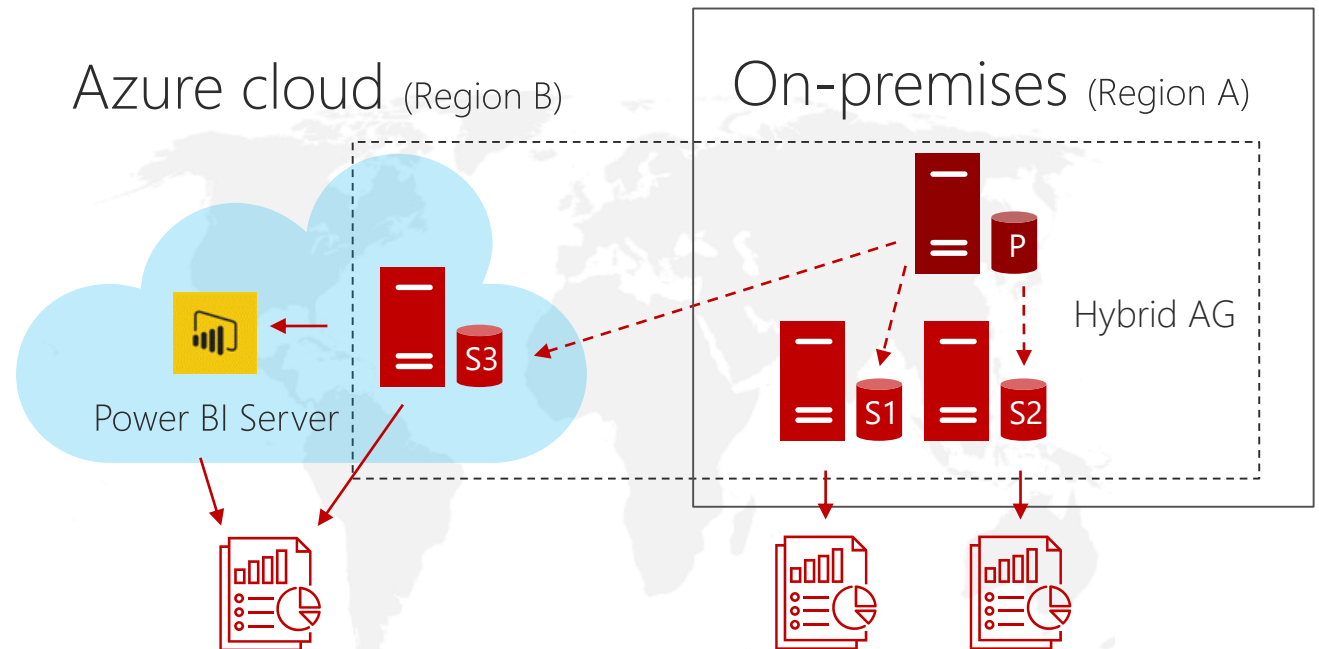 Azure cloud (Region B)
On-premises (Region A)
P
Hybrid AG
S3
S1
S2
Power BI Server